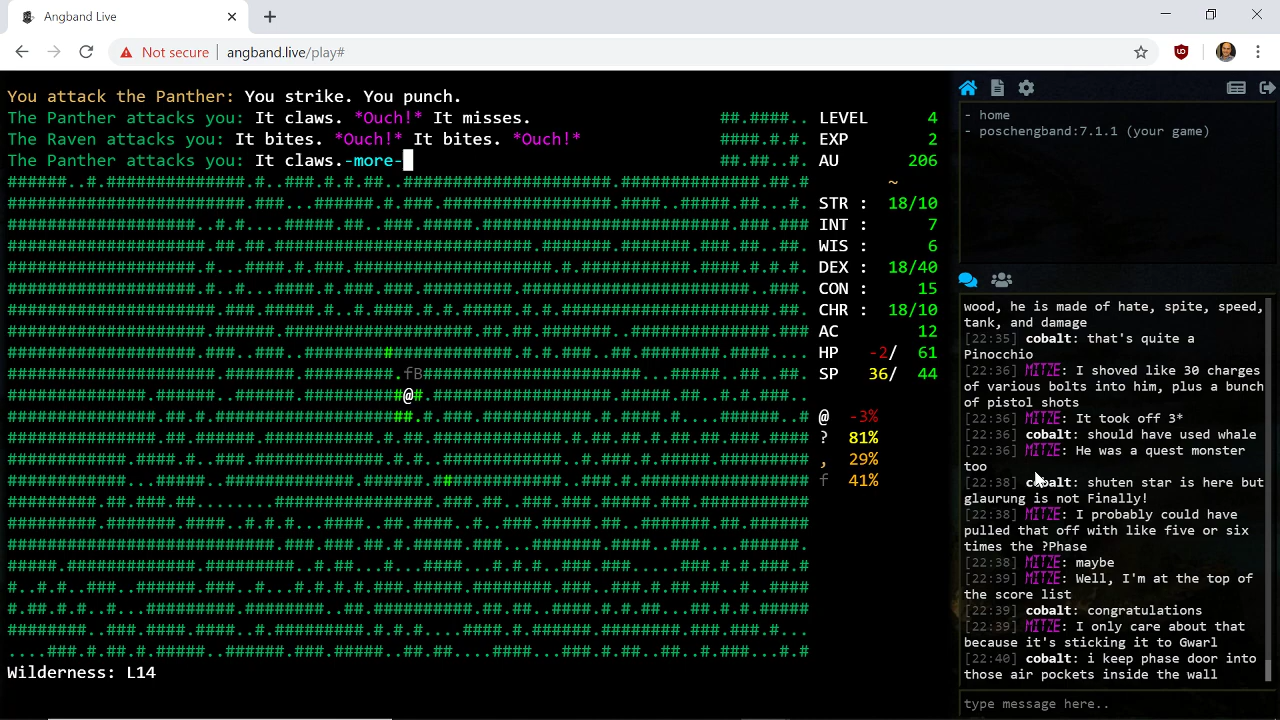 Angband Live
Not secure
angband.live/play#
You attack the Panther: You strike. You punch.
The Panther attacks you: It claws. *Ouch!* It misses.
The Raven attacks you: It bites. *Ouch!* It bites. *Ouch!*
The Panther attacks you: It claws.-more-
LEVEL 4
EXP 2
AU 206
~
STR : 18/10
INT : 7
WIS : 6
DEX : 18/40
CON : 15
CHR : 18/10
AC 12
HP -2/ 61
SP 36/ 44
@ -3%
? 81%
, 29%
f 41%
fB
@
Wilderness: L14
- home
- poschengband:7.1.1 (your game)
wood, he is made of hate, spite, speed,
tank, and damage
[22:35] cobalt: that's quite a
Pinocchio
[22:36] MITZE: I shoved like 30 charges
of various bolts into him, plus a bunch
of pistol shots
[22:36] MITZE: It took off 3*
[22:36] cobalt: should have used whale
[22:36] MITZE: He was a quest monster
too
[22:38] cobalt: shuten star is here but
glaurung is not Finally!
[22:38] MITZE: I probably could have
pulled that off with like five or six
times the ?Phase
[22:38] MITZE: maybe
[22:39] MITZE: Well, I'm at the top of
the score list
[22:39] cobalt: congratulations
[22:39] MITZE: I only care about that
because it's sticking it to Gwarl
[22:40] cobalt: i keep phase door into
those air pockets inside the wall
type message here..